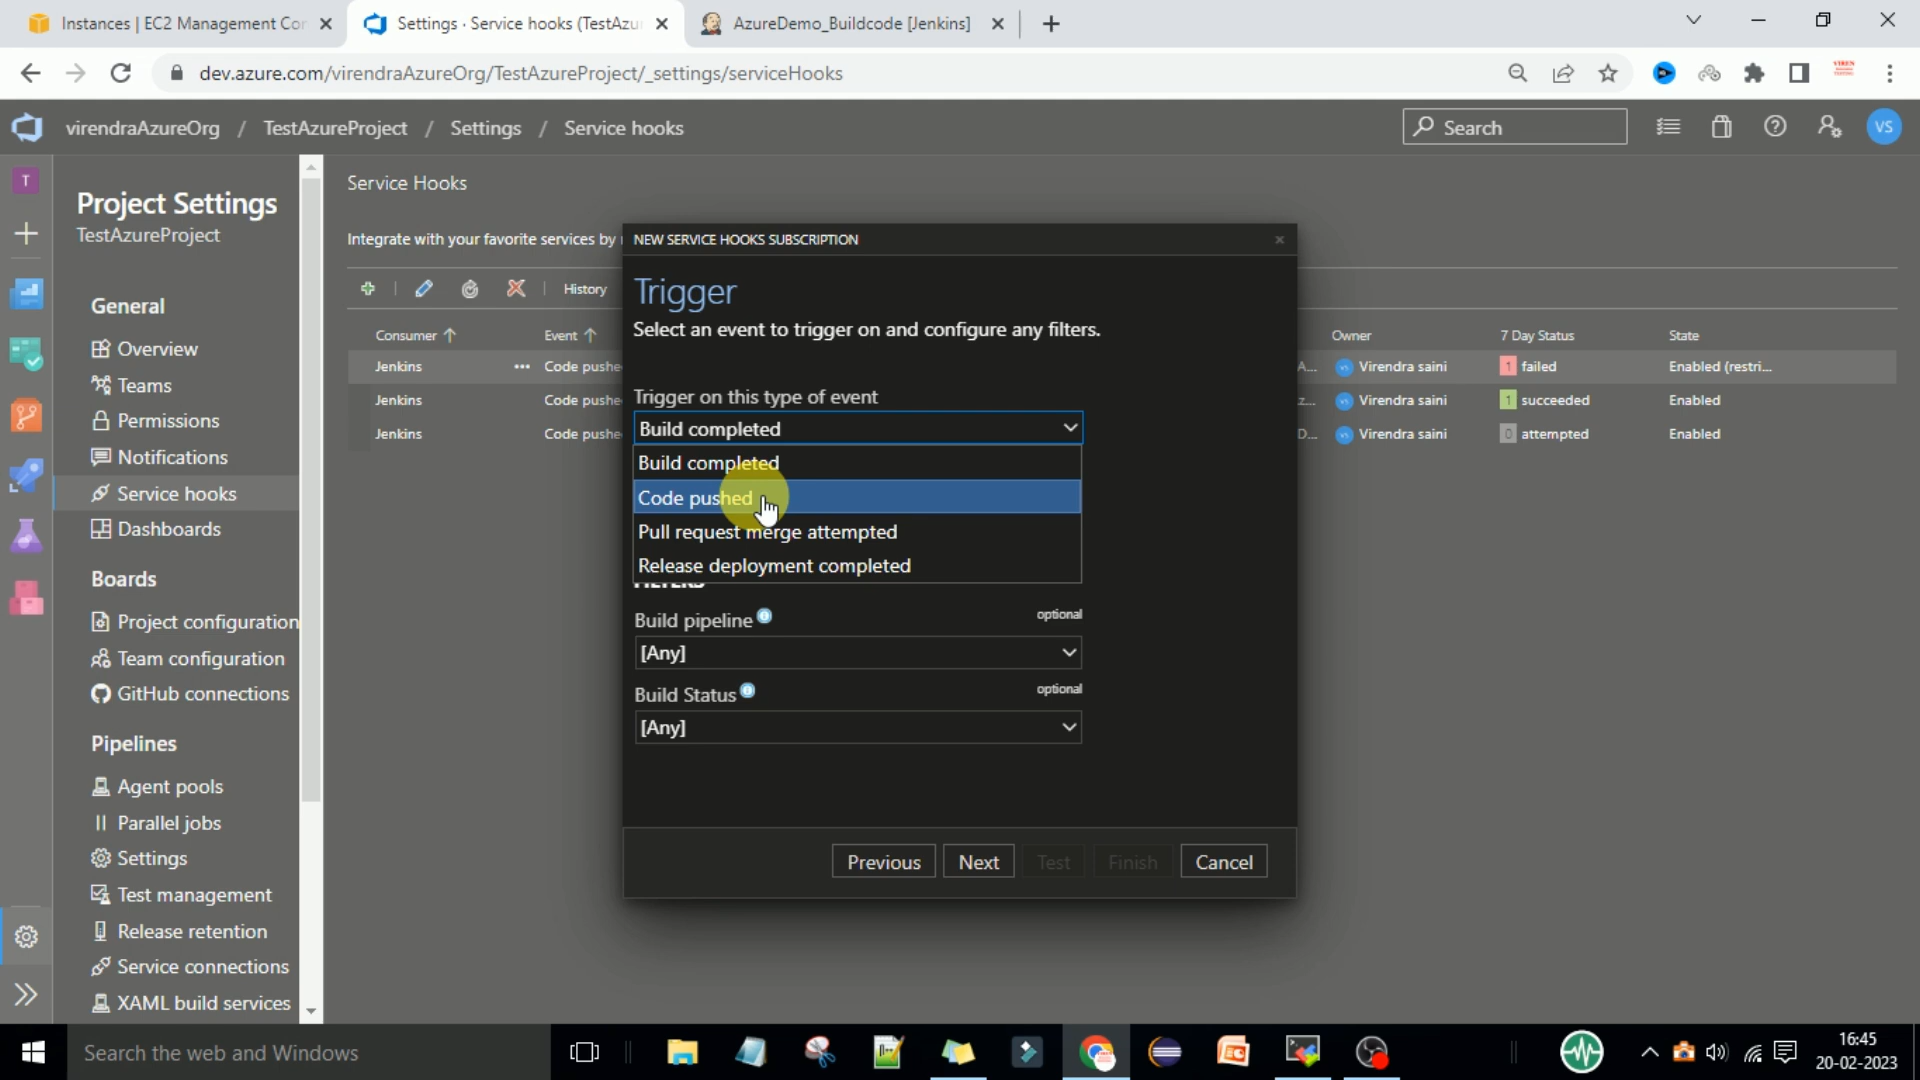 Instances | EC2 Management Cor
Settings · Service hooks (TestAzu
AzureDemo_Buildcode [Jenkins]
dev.azure.com/virendraAzureOrg/TestAzureProject/_settings/serviceHooks
virendraAzureOrg / TestAzureProject / Settings / Service hooks
Search
VS
T
Project Settings
TestAzureProject
General
Overview
Teams
Permissions
Notifications
Service hooks
Dashboards
Boards
Project configuration
Team configuration
GitHub connections
Pipelines
Agent pools
Parallel jobs
Settings
Test management
Release retention
Service connections
XAML build services
Service Hooks
Integrate with your favorite services by
History
Consumer Event Owner 7 Day Status State
Jenkins ... Code pushe A... Virendra saini 1 failed Enabled (restri...
Jenkins Code pushe z... Virendra saini 1 succeeded Enabled
Jenkins Code pushe D... Virendra saini 0 attempted Enabled
NEW SERVICE HOOKS SUBSCRIPTION
Trigger
Select an event to trigger on and configure any filters.
Trigger on this type of event
Build completed
Build completed
Code pushed
Pull request merge attempted
Release deployment completed
FILTERS
Build pipeline optional
[Any]
Build Status optional
[Any]
Previous Next Test Finish Cancel
Search the web and Windows
16:45
20-02-2023